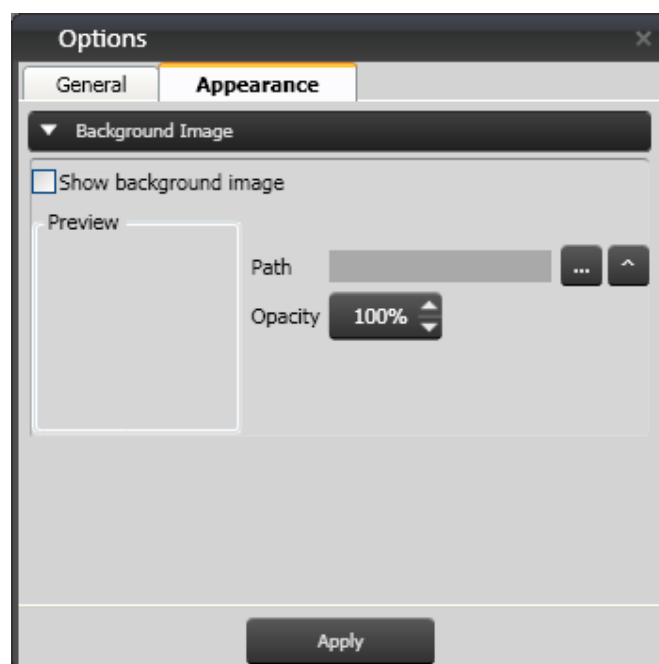 Options
General Appearance
Background Image
Show background image
Preview
Path ... ^
Opacity 100%
Apply